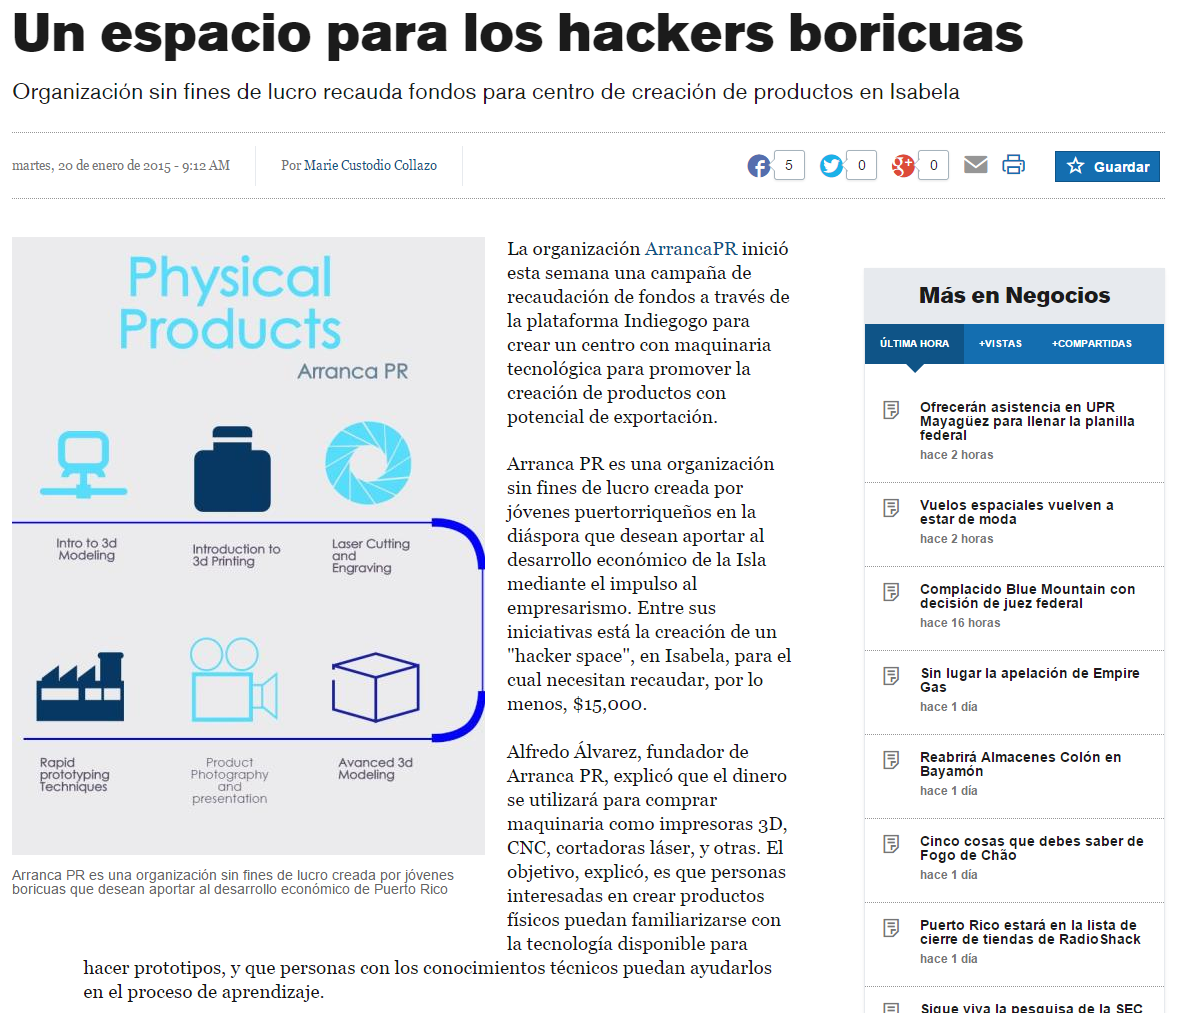 Un espacio para los hackers boricuas
Organización sin fines de lucro recauda fondos para centro de creación de productos en Isabela
martes, 20 de enero de 2015 - 9:12 AM
Por Marie Custodio Collazo
5
0
0
Guardar
Physical
Products
Arranca PR
Intro to 3d
Modeling
Introduction to
3d Printing
Laser Cutting
and
Engraving
Rapid
prototyping
Techniques
Product
Photography
and
presentation
Avanced 3d
Modeling
Arranca PR es una organización sin fines de lucro creada por jóvenes
boricuas que desean aportar al desarrollo económico de Puerto Rico
La organización ArrancaPR inició
esta semana una campaña de
recaudación de fondos a través de
la plataforma Indiegogo para
crear un centro con maquinaria
tecnológica para promover la
creación de productos con
potencial de exportación.
Arranca PR es una organización
sin fines de lucro creada por
jóvenes puertorriqueños en la
diáspora que desean aportar al
desarrollo económico de la Isla
mediante el impulso al
empresarismo. Entre sus
iniciativas está la creación de un
"hacker space", en Isabela, para el
cual necesitan recaudar, por lo
menos, $15,000.
Alfredo Álvarez, fundador de
Arranca PR, explicó que el dinero
se utilizará para comprar
maquinaria como impresoras 3D,
CNC, cortadoras láser, y otras. El
objetivo, explicó, es que personas
interesadas en crear productos
físicos puedan familiarizarse con
la tecnología disponible para
hacer prototipos, y que personas con los conocimientos técnicos puedan ayudarlos
en el proceso de aprendizaje.
Más en Negocios
ÚLTIMA HORA
+VISTAS
+COMPARTIDAS
Ofrecerán asistencia en UPR
Mayagüez para llenar la planilla
federal
hace 2 horas
Vuelos espaciales vuelven a
estar de moda
hace 2 horas
Complacido Blue Mountain con
decisión de juez federal
hace 16 horas
Sin lugar la apelación de Empire
Gas
hace 1 día
Reabrirá Almacenes Colón en
Bayamón
hace 1 día
Cinco cosas que debes saber de
Fogo de Chão
hace 1 día
Puerto Rico estará en la lista de
cierre de tiendas de RadioShack
hace 1 día
Sigue viva la pesquisa de la SEC